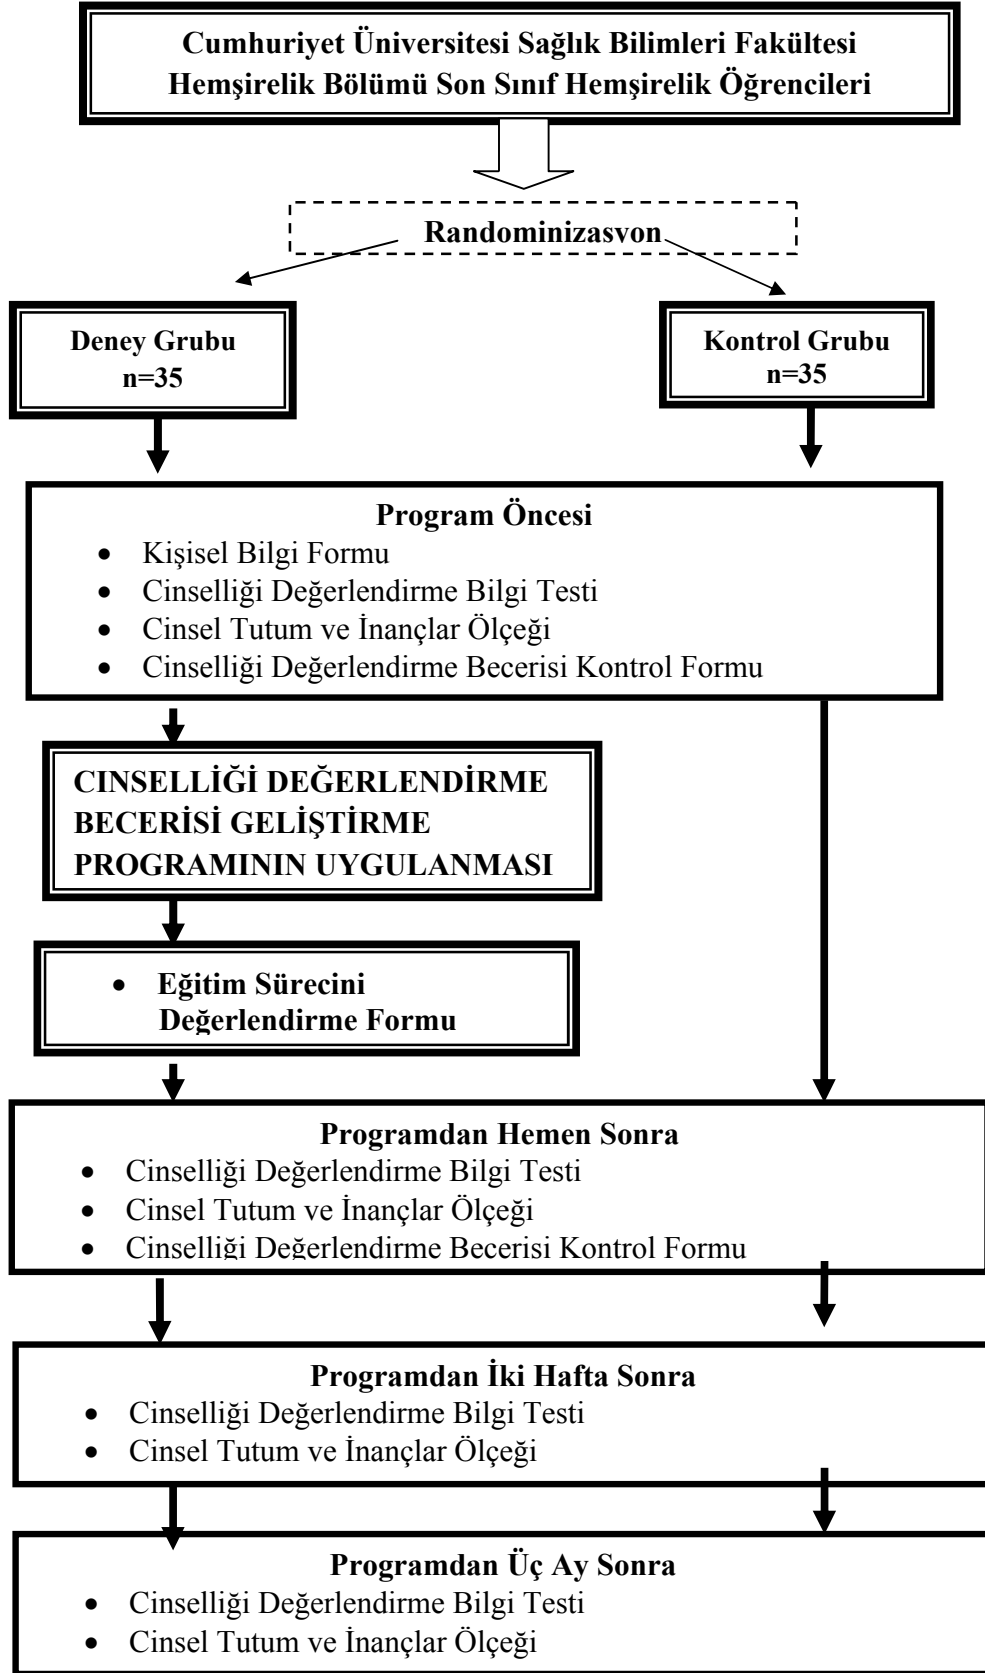 Cumhuriyet Üniversitesi Sağlık Bilimleri Fakültesi
Hemşirelik Bölümü Son Sınıf Hemşirelik Öğrencileri
Randominizasvon
Deney Grubu
n=35
Kontrol Grubu
n=35
Program Öncesi
• Kişisel Bilgi Formu
• Cinselliği Değerlendirme Bilgi Testi
• Cinsel Tutum ve İnançlar Ölçeği
• Cinselliği Değerlendirme Becerisi Kontrol Formu
CINSELLİĞİ DEĞERLENDİRME
BECERİSİ GELİŞTİRME
PROGRAMININ UYGULANMASI
• Eğitim Sürecini
Değerlendirme Formu
Programdan Hemen Sonra
• Cinselliği Değerlendirme Bilgi Testi
• Cinsel Tutum ve İnançlar Ölçeği
• Cinselliği Değerlendirme Becerisi Kontrol Formu
Programdan İki Hafta Sonra
• Cinselliği Değerlendirme Bilgi Testi
• Cinsel Tutum ve İnançlar Ölçeği
Programdan Üç Ay Sonra
• Cinselliği Değerlendirme Bilgi Testi
• Cinsel Tutum ve İnançlar Ölçeği